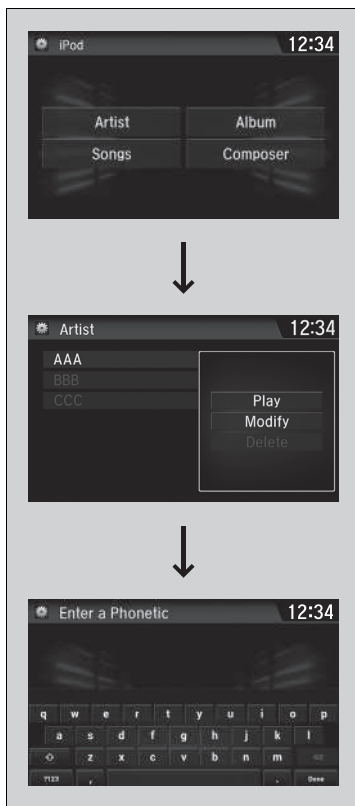 iPod 12:34
Artist Album
Songs Composer
Artist 12:34
AAA
BBB
CCC
Play
Modify
Delete
Enter a Phonetic 12:34
q w e r t y u i o p
a s d f g h j k l
z x c v b n m
?123 , . Done